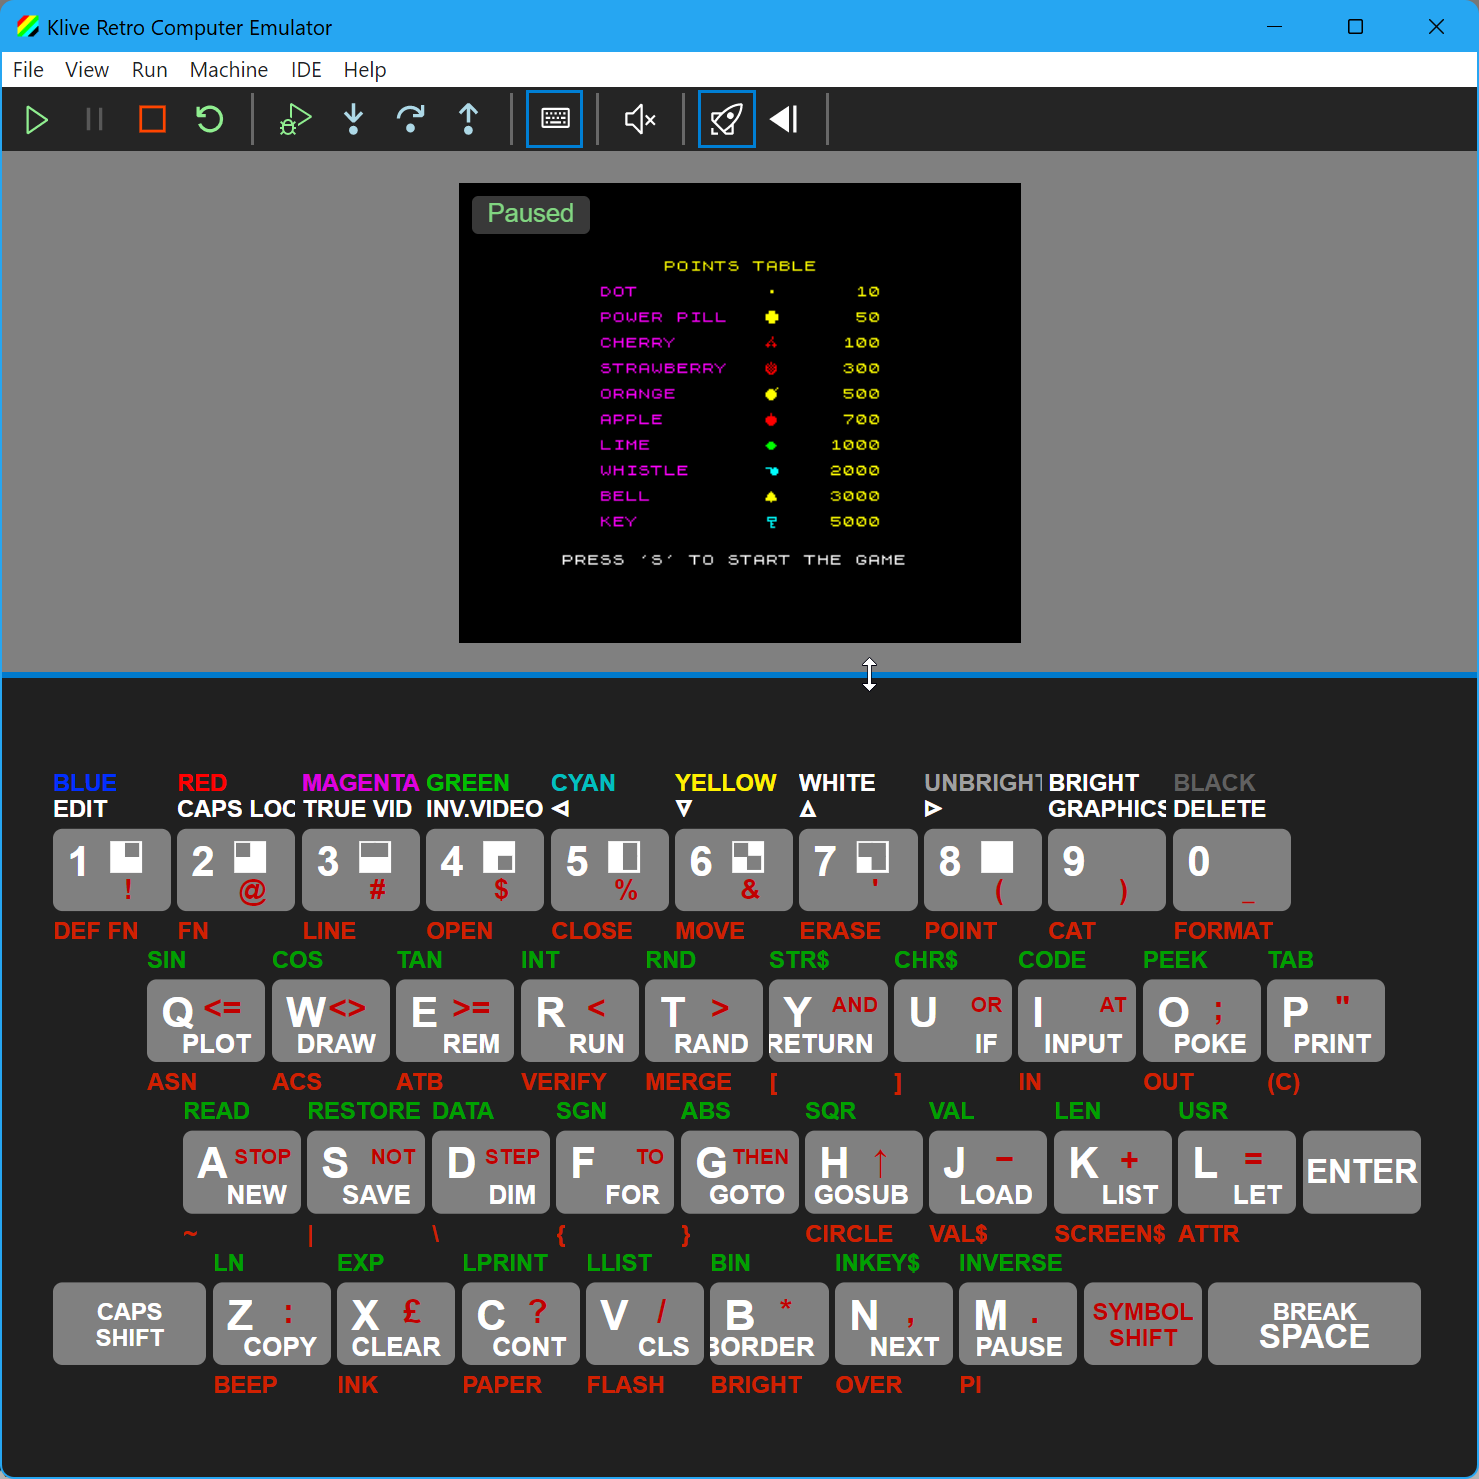 Klive Retro Computer Emulator
File View Run Machine IDE Help
Paused
POINTS TABLE
DOT 10
POWER PILL 50
CHERRY 100
STRAWBERRY 300
ORANGE 500
APPLE 700
LIME 1000
WHISTLE 2000
BELL 3000
KEY 5000
PRESS 'S' TO START THE GAME
BLUE RED MAGENTA GREEN CYAN YELLOW WHITE UNBRIGHT BRIGHT BLACK
EDIT CAPS LOC TRUE VID INV.VIDEO GRAPHICS DELETE
1 2 3 4 5 6 7 8 9 0
! @ # $ % & ' ( ) _
DEF FN FN LINE OPEN CLOSE MOVE ERASE POINT CAT FORMAT
SIN COS TAN INT RND STR$ CHR$ CODE PEEK TAB
Q <= W <> E >= R < T > Y AND U OR I AT O ; P "
PLOT DRAW REM RUN RAND RETURN IF INPUT POKE PRINT
ASN ACS ATB VERIFY MERGE [ ] IN OUT (C)
READ RESTORE DATA SGN ABS SQR VAL LEN USR
A STOP S NOT D STEP F TO G THEN H ↑ J − K + L = ENTER
NEW SAVE DIM FOR GOTO GOSUB LOAD LIST LET
~ | \ { } CIRCLE VAL$ SCREEN$ ATTR
LN EXP LPRINT LLIST BIN INKEY$ INVERSE
CAPS Z : X £ C ? V / B * N , M . SYMBOL BREAK
SHIFT COPY CLEAR CONT CLS BORDER NEXT PAUSE SHIFT SPACE
BEEP INK PAPER FLASH BRIGHT OVER PI